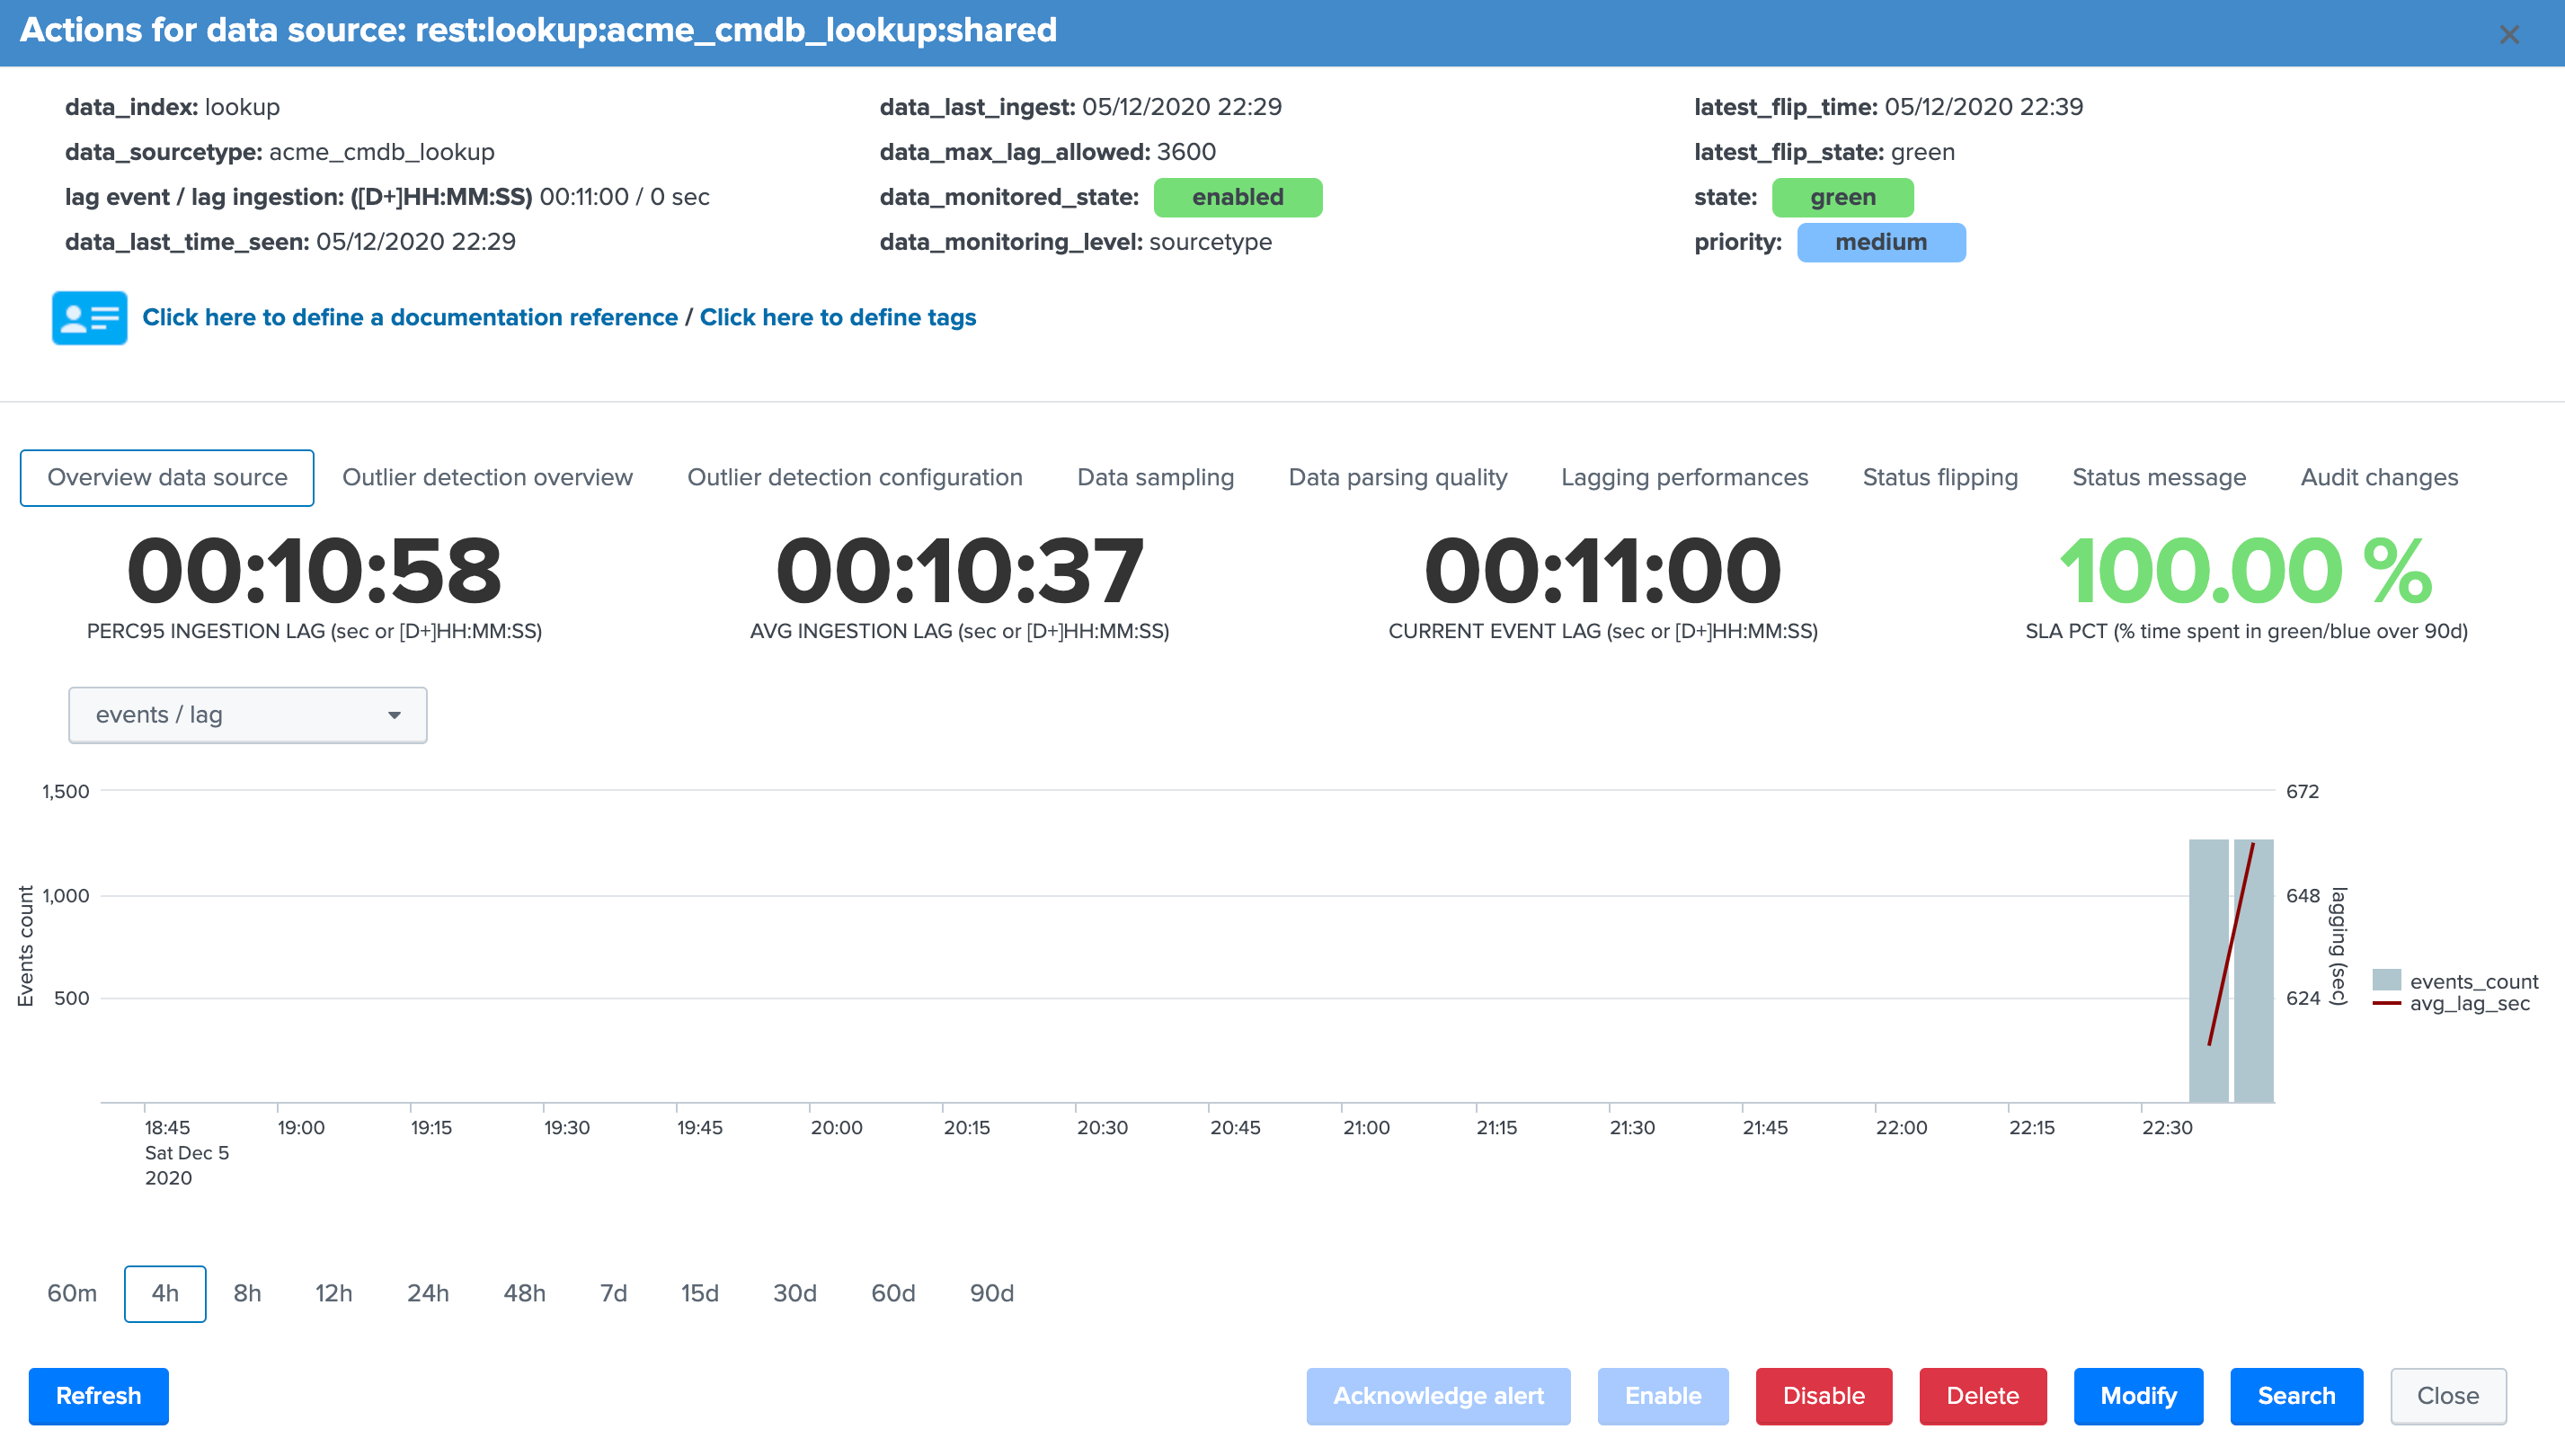 Actions for data source: rest:lookup:acme_cmdb_lookup:shared
data_index: lookup
data_sourcetype: acme_cmdb_lookup
lag event / lag ingestion: ([D+]HH:MM:SS) 00:11:00 / 0 sec
data_last_time_seen: 05/12/2020 22:29
data_last_ingest: 05/12/2020 22:29
data_max_lag_allowed: 3600
data_monitored_state: enabled
data_monitoring_level: sourcetype
latest_flip_time: 05/12/2020 22:39
latest_flip_state: green
state: green
priority: medium
Click here to define a documentation reference / Click here to define tags
Overview data source
Outlier detection overview
Outlier detection configuration
Data sampling
Data parsing quality
Lagging performances
Status flipping
Status message
Audit changes
00:10:58
PERC95 INGESTION LAG (sec or [D+]HH:MM:SS)
00:10:37
AVG INGESTION LAG (sec or [D+]HH:MM:SS)
00:11:00
CURRENT EVENT LAG (sec or [D+]HH:MM:SS)
100.00 %
SLA PCT (% time spent in green/blue over 90d)
events / lag
Events count
1,500
1,000
500
672
648
624
lagging (sec)
events_count
avg_lag_sec
18:45
Sat Dec 5
2020
19:00
19:15
19:30
19:45
20:00
20:15
20:30
20:45
21:00
21:15
21:30
21:45
22:00
22:15
22:30
60m
4h
8h
12h
24h
48h
7d
15d
30d
60d
90d
Refresh
Acknowledge alert
Enable
Disable
Delete
Modify
Search
Close